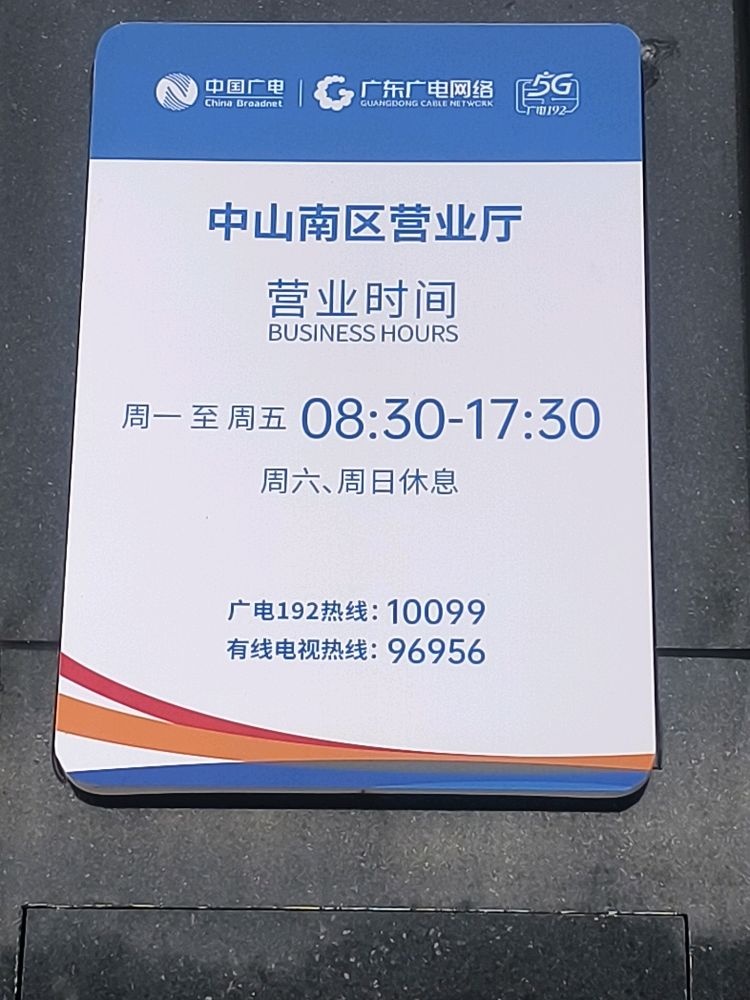 中国广电 China Broadnet 广东广电网络 GUANGDONG CABLE NETWORK 5G 广电192
中山南区营业厅
营业时间
BUSINESS HOURS
周一 至 周五 08:30-17:30
周六、周日休息
广电192热线：10099
有线电视热线：96956